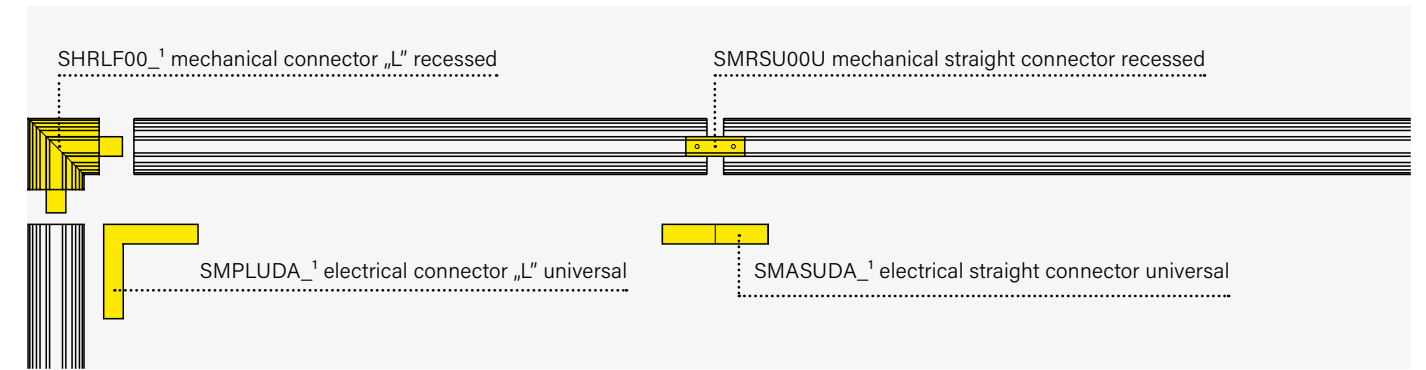 SHRLF00_¹ mechanical connector „L” recessed
SMRSU00U mechanical straight connector recessed
SMPLUDA_¹ electrical connector „L” universal
SMASUDA_¹ electrical straight connector universal